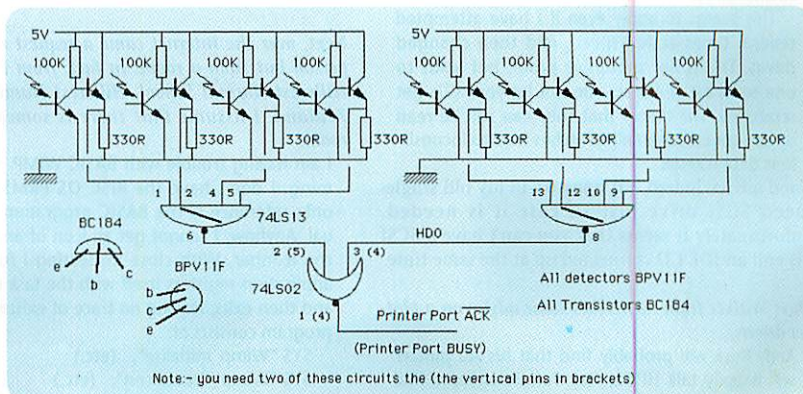 5V
5V
100K
100K
100K
100K
100K
100K
100K
100K
330R
330R
330R
330R
330R
330R
330R
330R
2
4
5
13
12
10
9
74LS13
6
8
HDO
BC184
e
b
c
BPV11F
b
c
e
2 (5)
3 (4)
74LS02
1 (4)
All detectors BPV11F
All Transistors BC184
Printer Port ACK
(Printer Port BUSY)
Note:- you need two of these circuits the (the vertical pins in brackets)